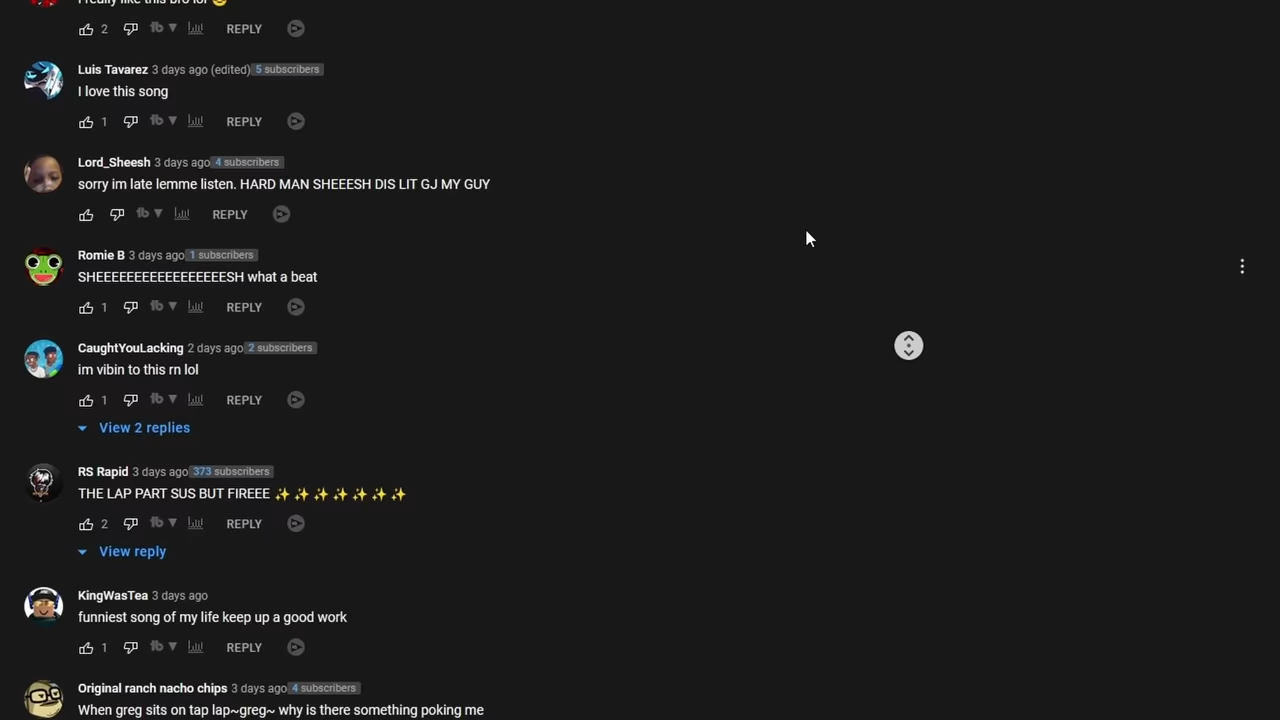 I really like this bro lol
2 REPLY
Luis Tavarez 3 days ago (edited) 5 subscribers
I love this song
1 REPLY
Lord_Sheesh 3 days ago 4 subscribers
sorry im late lemme listen. HARD MAN SHEEESH DIS LIT GJ MY GUY
REPLY
Romie B 3 days ago 1 subscribers
SHEEEEEEEEEEEEEEEEESH what a beat
1 REPLY
CaughtYouLacking 2 days ago 2 subscribers
im vibin to this rn lol
1 REPLY
View 2 replies
RS Rapid 3 days ago 373 subscribers
THE LAP PART SUS BUT FIREEE ✨✨✨✨✨✨✨
2 REPLY
View reply
KingWasTea 3 days ago
funniest song of my life keep up a good work
1 REPLY
Original ranch nacho chips 3 days ago 4 subscribers
When greg sits on tap lap~greg~ why is there something poking me